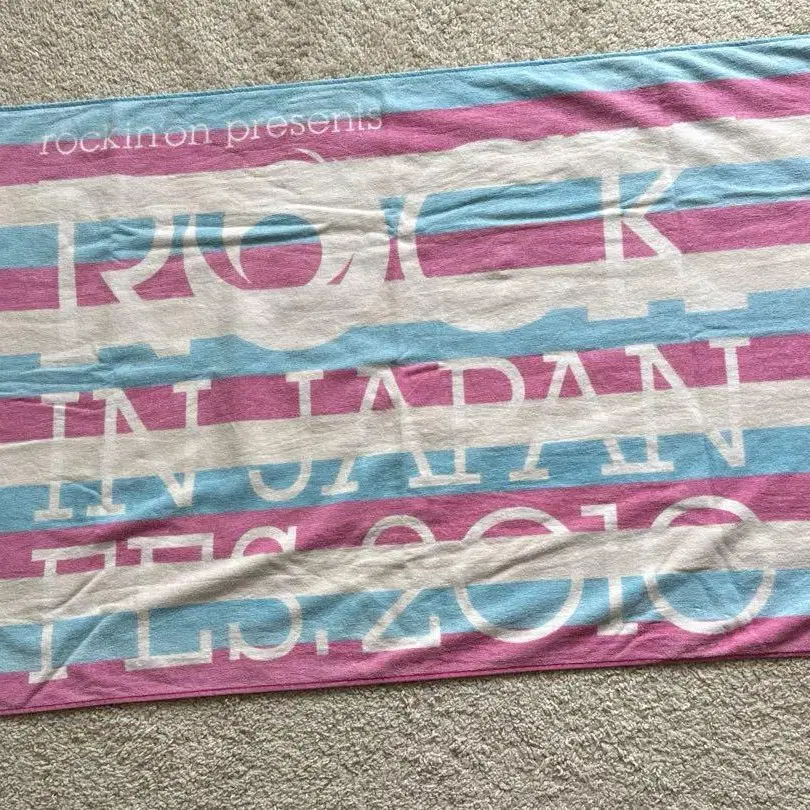 rockin'on presents
ROCK
IN JAPAN
FES.2010